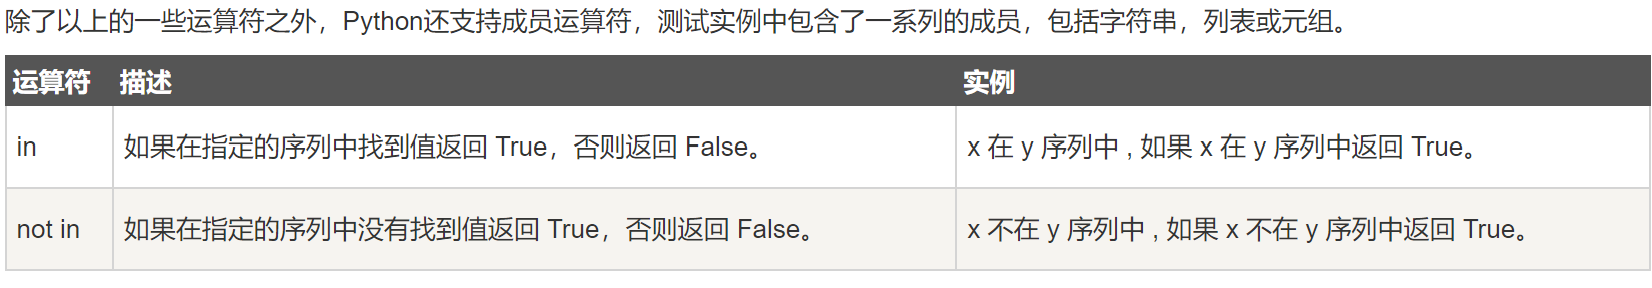 除了以上的一些运算符之外，Python还支持成员运算符，测试实例中包含了一系列的成员，包括字符串，列表或元组。
运算符 描述 实例
in 如果在指定的序列中找到值返回 True，否则返回 False。 x 在 y 序列中 , 如果 x 在 y 序列中返回 True。
not in 如果在指定的序列中没有找到值返回 True，否则返回 False。 x 不在 y 序列中 , 如果 x 不在 y 序列中返回 True。